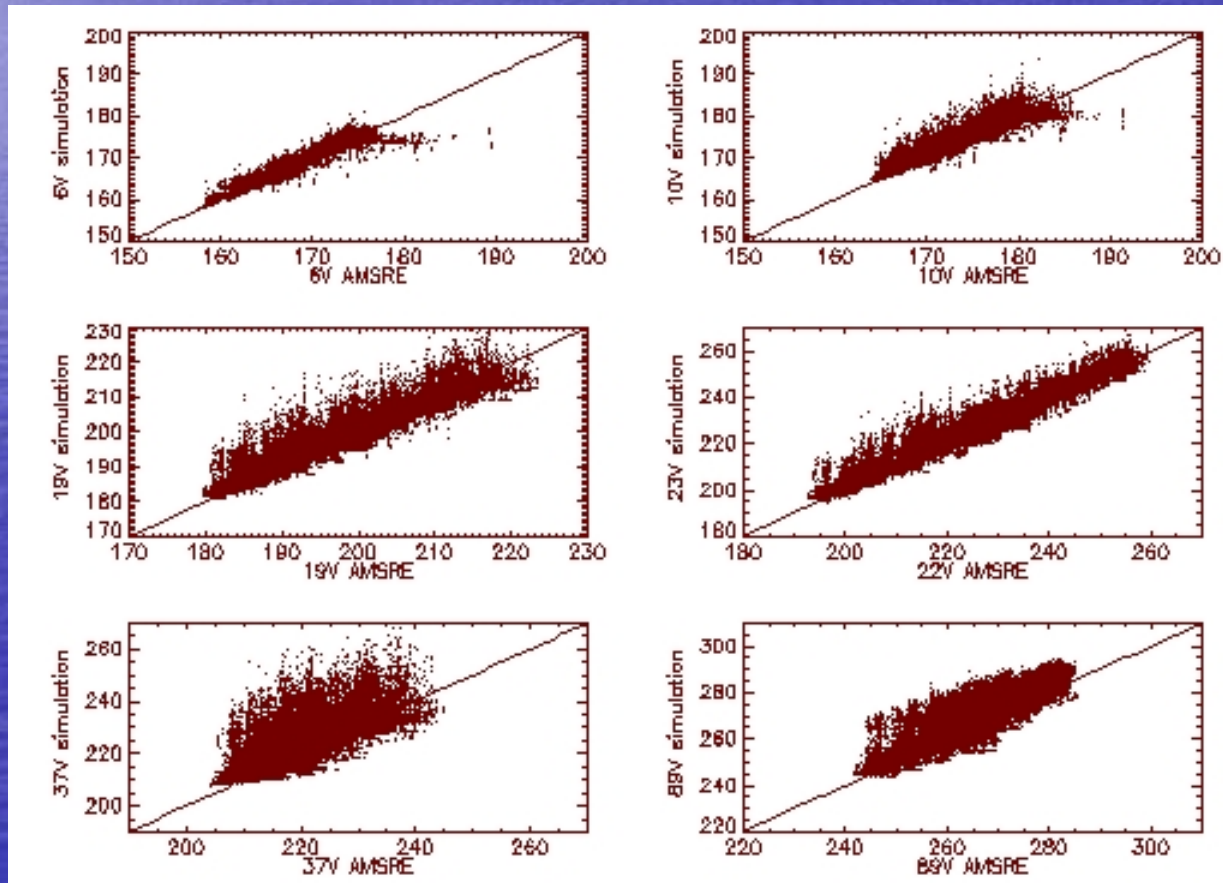 200
190
180
170
160
150
6V simulation
150 160 170 180 190 200
6V AMSRE
200
190
180
170
160
150
10V simulation
150 160 170 180 190 200
10V AMSRE
230
220
210
200
190
180
170
19V simulation
170 180 190 200 210 220 230
19V AMSRE
260
240
220
200
180
23V simulation
180 200 220 240 260
22V AMSRE
260
240
220
200
37V simulation
200 220 240 260
37V AMSRE
300
280
260
240
220
89V simulation
220 240 260 280 300
89V AMSRE